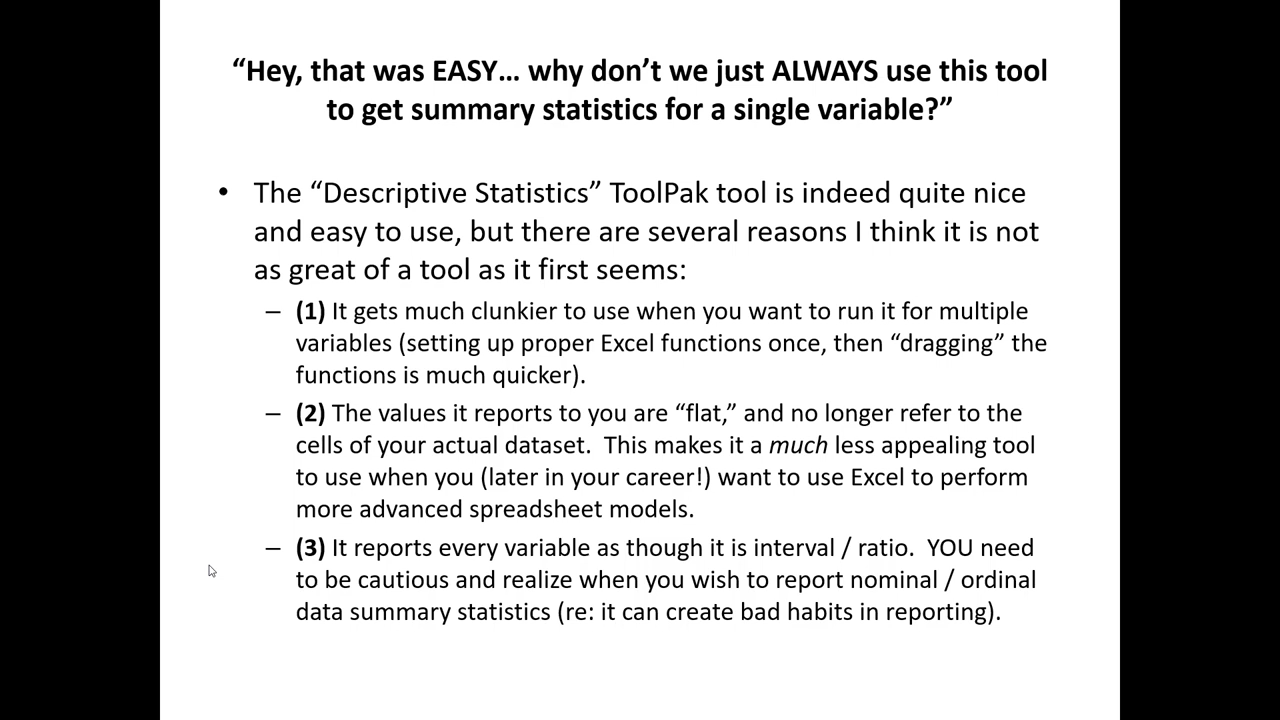 “Hey, that was EASY… why don’t we just ALWAYS use this tool
to get summary statistics for a single variable?”
• The “Descriptive Statistics” ToolPak tool is indeed quite nice
and easy to use, but there are several reasons I think it is not
as great of a tool as it first seems:
– (1) It gets much clunkier to use when you want to run it for multiple
variables (setting up proper Excel functions once, then “dragging” the
functions is much quicker).
– (2) The values it reports to you are “flat,” and no longer refer to the
cells of your actual dataset.  This makes it a much less appealing tool
to use when you (later in your career!) want to use Excel to perform
more advanced spreadsheet models.
– (3) It reports every variable as though it is interval / ratio.  YOU need
to be cautious and realize when you wish to report nominal / ordinal
data summary statistics (re: it can create bad habits in reporting).